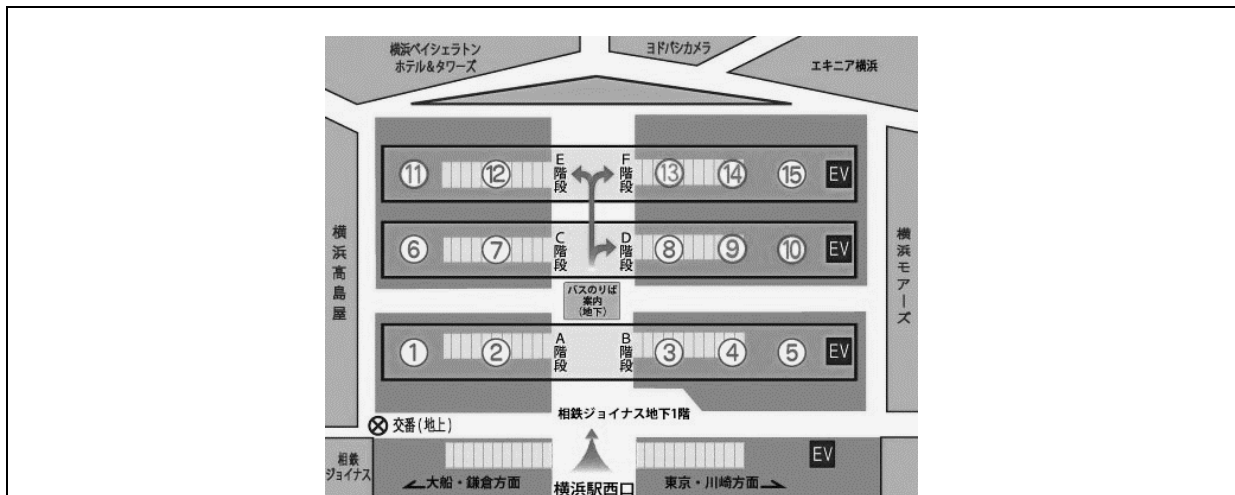 横浜ベイシェラトン
ホテル&タワーズ
ヨドバシカメラ
エキニア横浜
⑪
⑫
E階段
F階段
⑬
⑭
⑮
EV
⑥
⑦
C階段
D階段
⑧
⑨
⑩
EV
横浜高島屋
横浜モアーズ
バスのりば
案内
(地下)
①
②
A階段
B階段
③
④
⑤
EV
相鉄ジョイナス地下1階
交番(地上)
相鉄
ジョイナス
EV
大船・鎌倉方面
横浜駅西口
東京・川崎方面